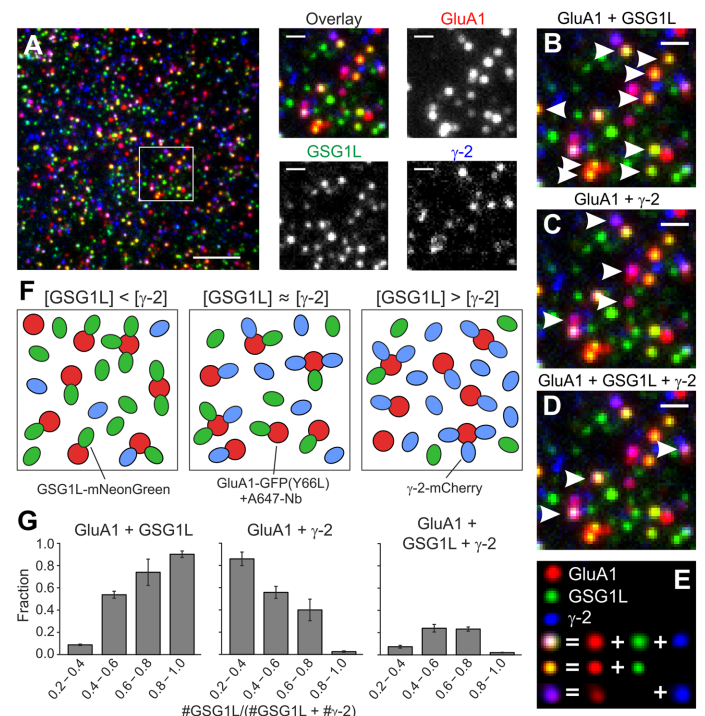 A
Overlay
GluA1
GSG1L
γ-2
GluA1 + GSG1L
B
GluA1 + γ-2
C
GluA1 + GSG1L + γ-2
D
E
GluA1
GSG1L
γ-2
= + +
= +
= +
F
[GSG1L] < [γ-2]
[GSG1L] ≈ [γ-2]
[GSG1L] > [γ-2]
GSG1L-mNeonGreen
GluA1-GFP(Y66L)
+A647-Nb
γ-2-mCherry
G
GluA1 + GSG1L
GluA1 + γ-2
GluA1 +
GSG1L + γ-2
Fraction
1.0
0.8
0.6
0.4
0.2
0.0
0.2 – 0.4
0.4 – 0.6
0.6 – 0.8
0.8 – 1.0
0.2 – 0.4
0.4 – 0.6
0.6 – 0.8
0.8 – 1.0
0.2 – 0.4
0.4 – 0.6
0.6 – 0.8
0.8 – 1.0
#GSG1L/(#GSG1L + #γ-2)